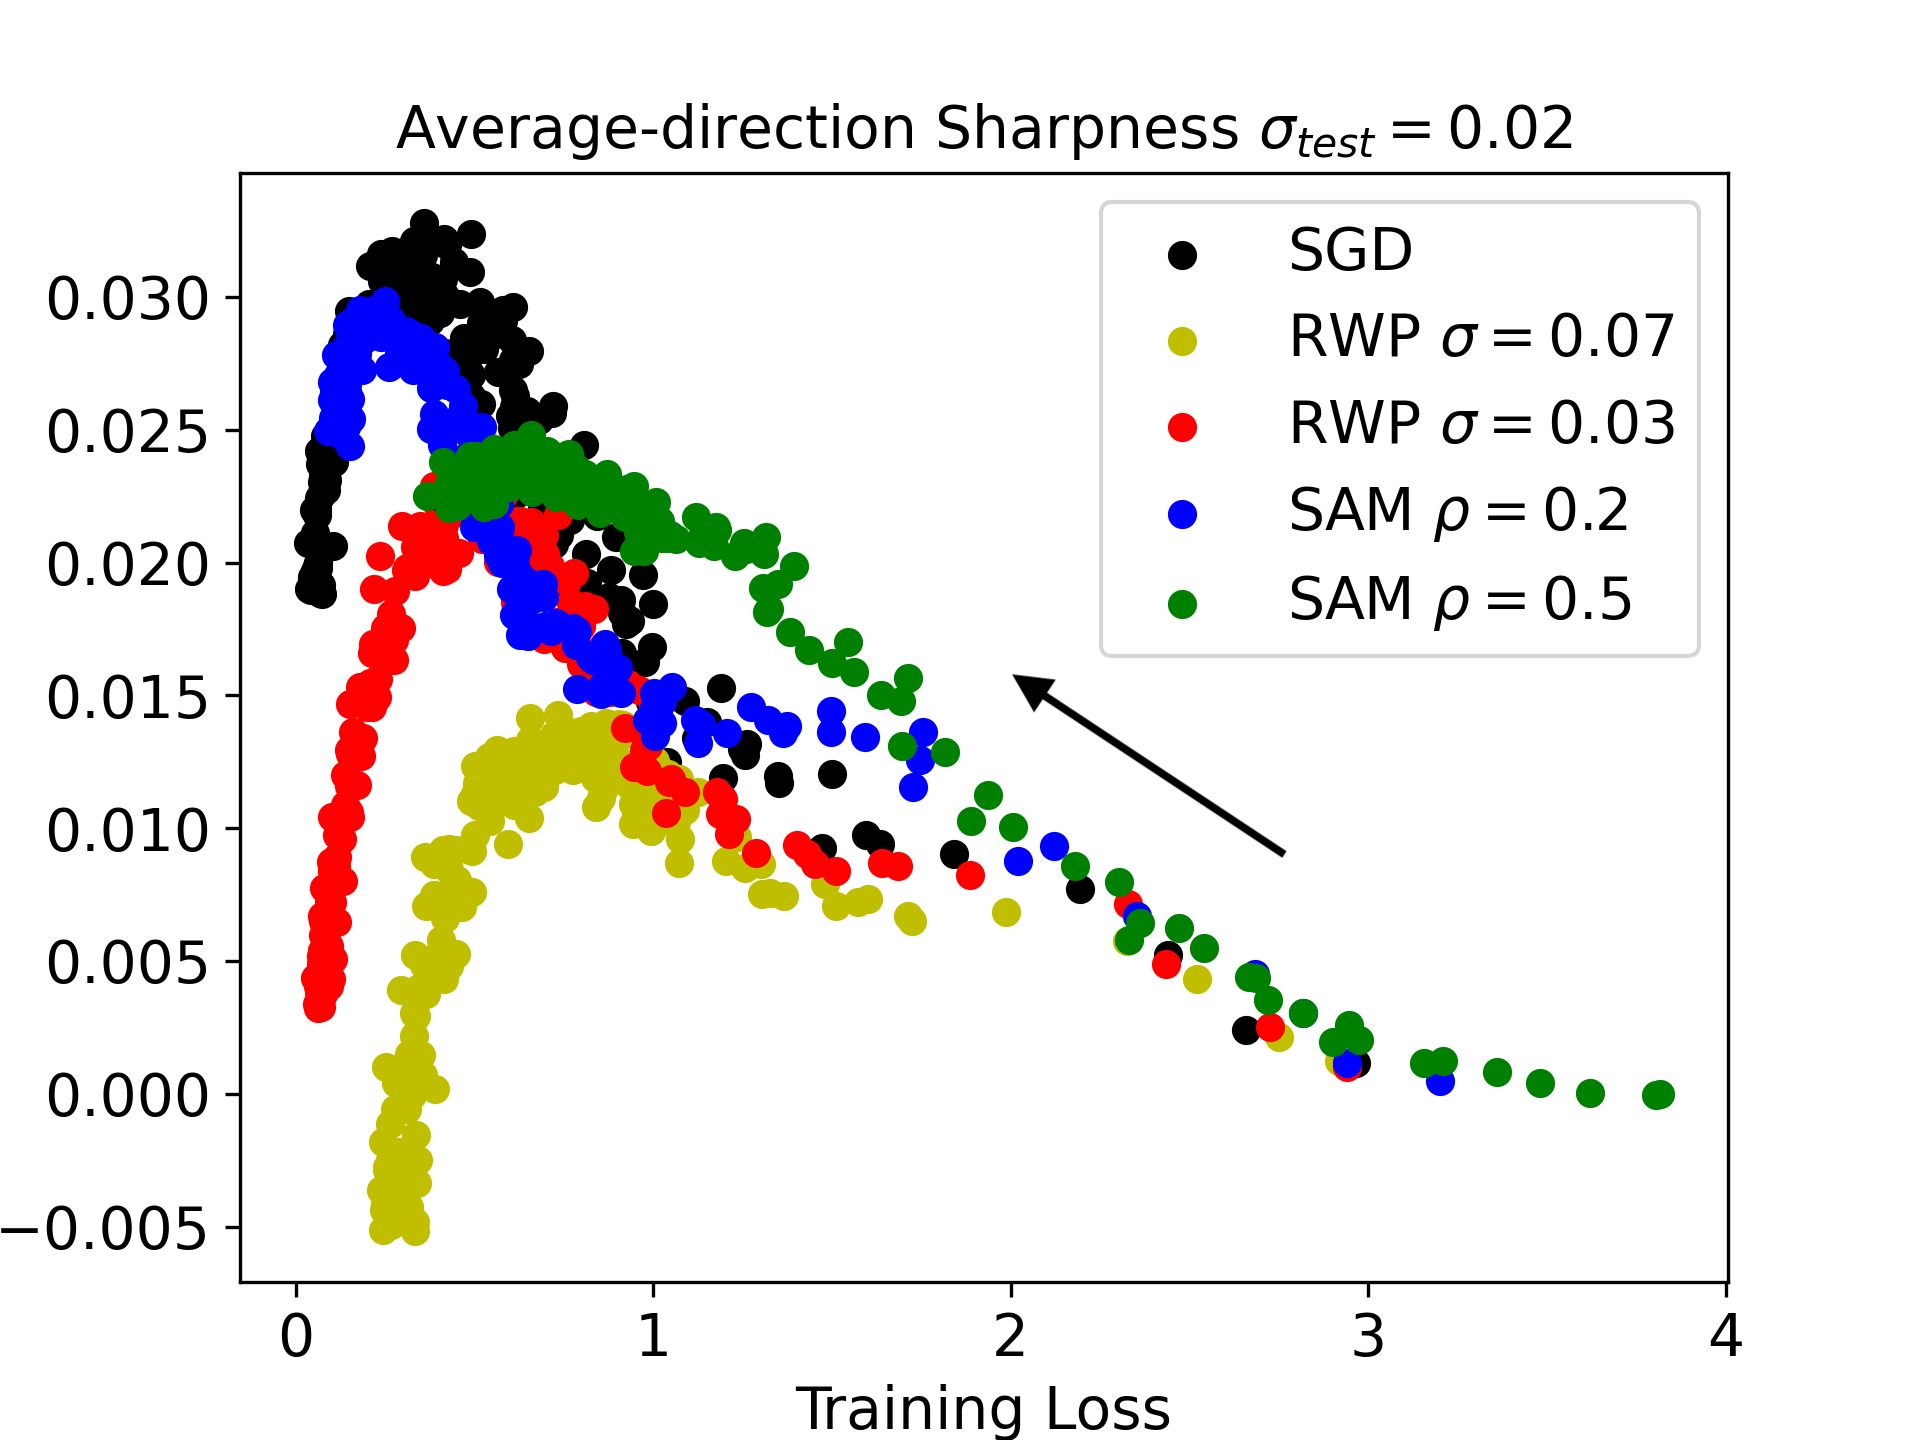 Average-direction Sharpness σ_test = 0.02
SGD
RWP σ = 0.07
RWP σ = 0.03
SAM ρ = 0.2
SAM ρ = 0.5
0.030
0.025
0.020
0.015
0.010
0.005
0.000
−0.005
0 1 2 3 4
Training Loss